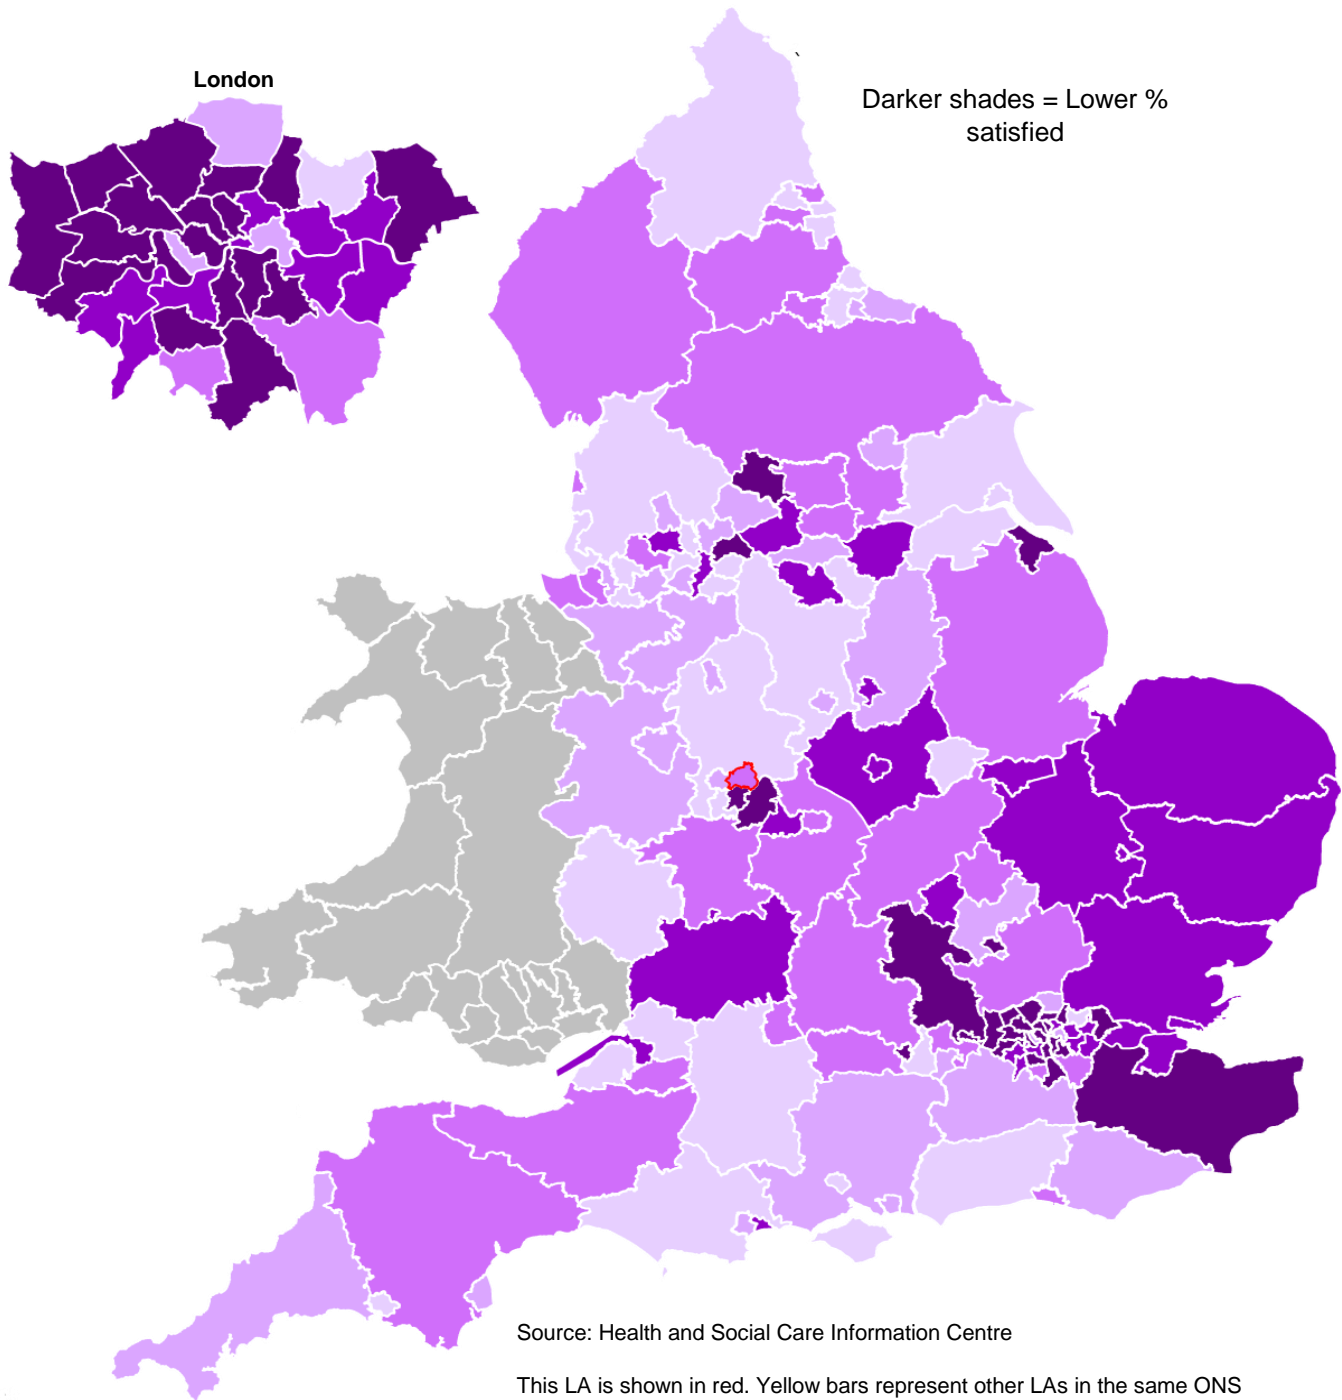 London
Darker shades = Lower %
satisfied
Source: Health and Social Care Information Centre
This LA is shown in red. Yellow bars represent other LAs in the same ONS